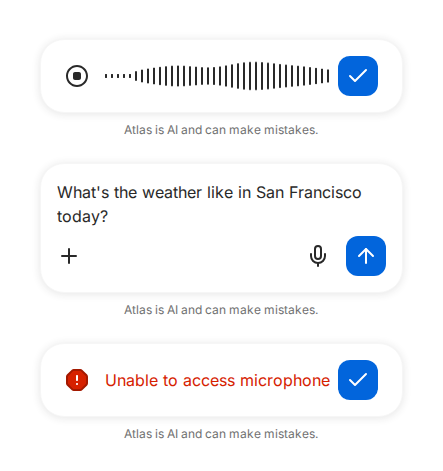 Atlas is AI and can make mistakes.
What's the weather like in San Francisco
today?
Atlas is AI and can make mistakes.
Unable to access microphone
Atlas is AI and can make mistakes.